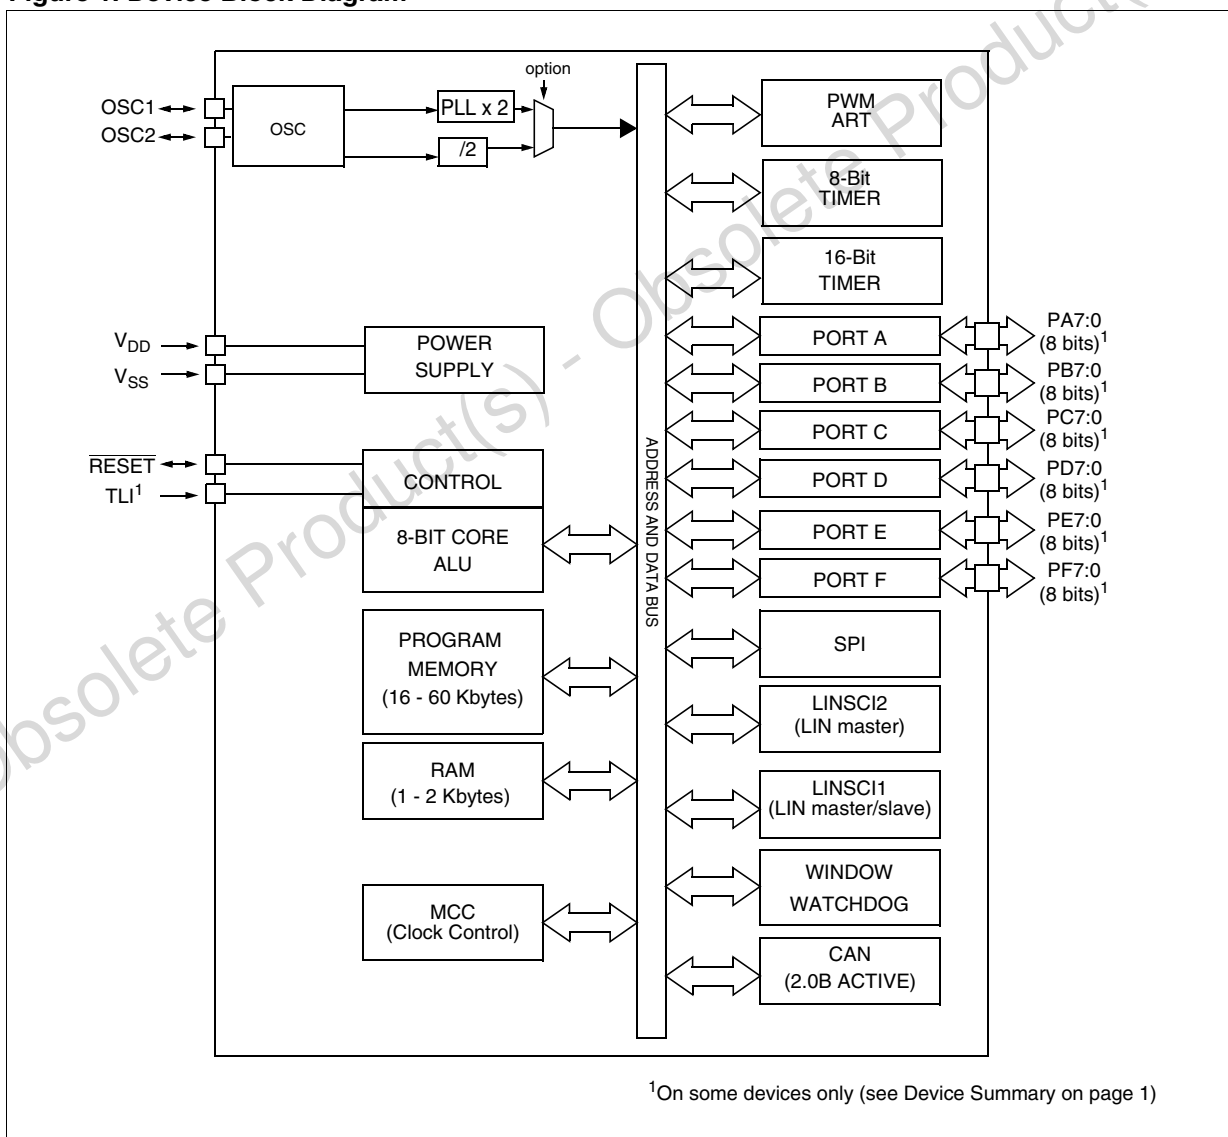 Figure 1. Device Block Diagram
option
OSC1
OSC2
OSC
PLL x 2
/2
PWM
ART
8-Bit
TIMER
16-Bit
TIMER
VDD
VSS
POWER
SUPPLY
PORT A
PA7:0
(8 bits)1
PORT B
PB7:0
(8 bits)1
PORT C
PC7:0
(8 bits)1
PORT D
PD7:0
(8 bits)1
PORT E
PE7:0
(8 bits)1
PORT F
PF7:0
(8 bits)1
RESET
TLI1
CONTROL
8-BIT CORE
ALU
ADDRESS AND DATA BUS
PROGRAM
MEMORY
(16 - 60 Kbytes)
RAM
(1 - 2 Kbytes)
MCC
(Clock Control)
SPI
LINSCI2
(LIN master)
LINSCI1
(LIN master/slave)
WINDOW
WATCHDOG
CAN
(2.0B ACTIVE)
1On some devices only (see Device Summary on page 1)
Obsolete Product(s) - Obsolete Product(